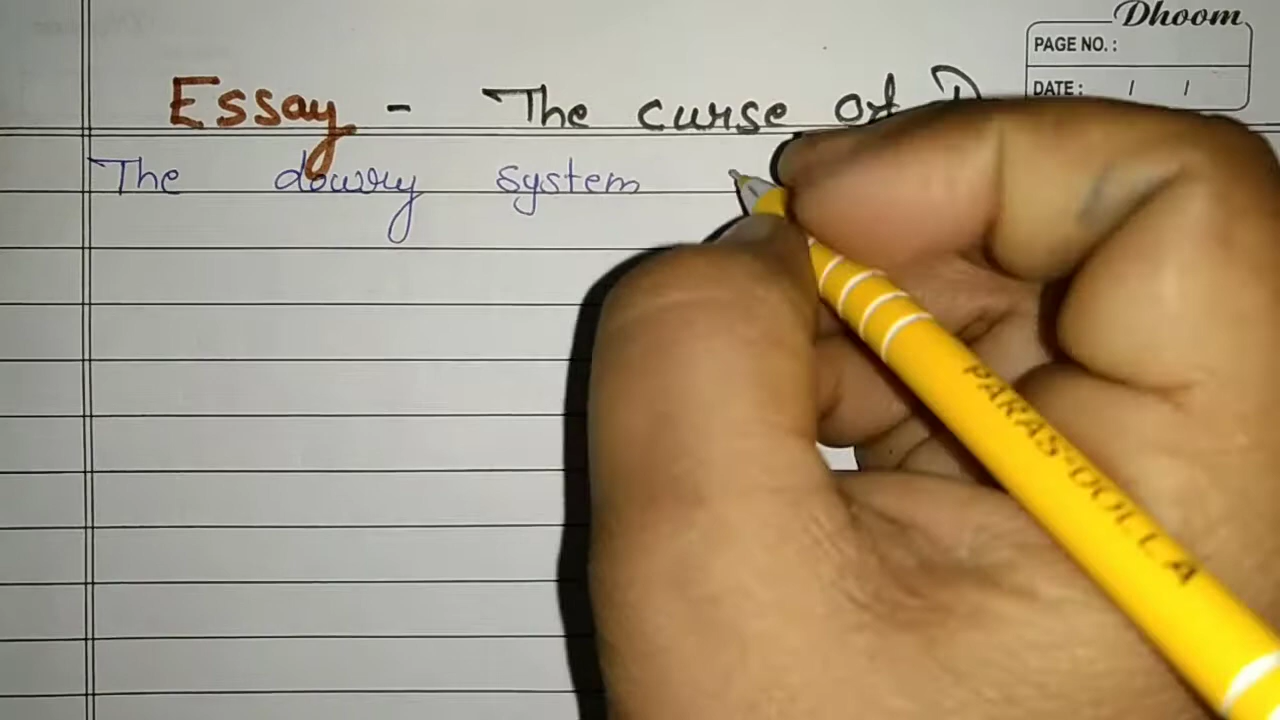 Dhoom
PAGE NO. :
DATE : / /
Essay - The curse of
The dowry system
PARAS-DOLLA